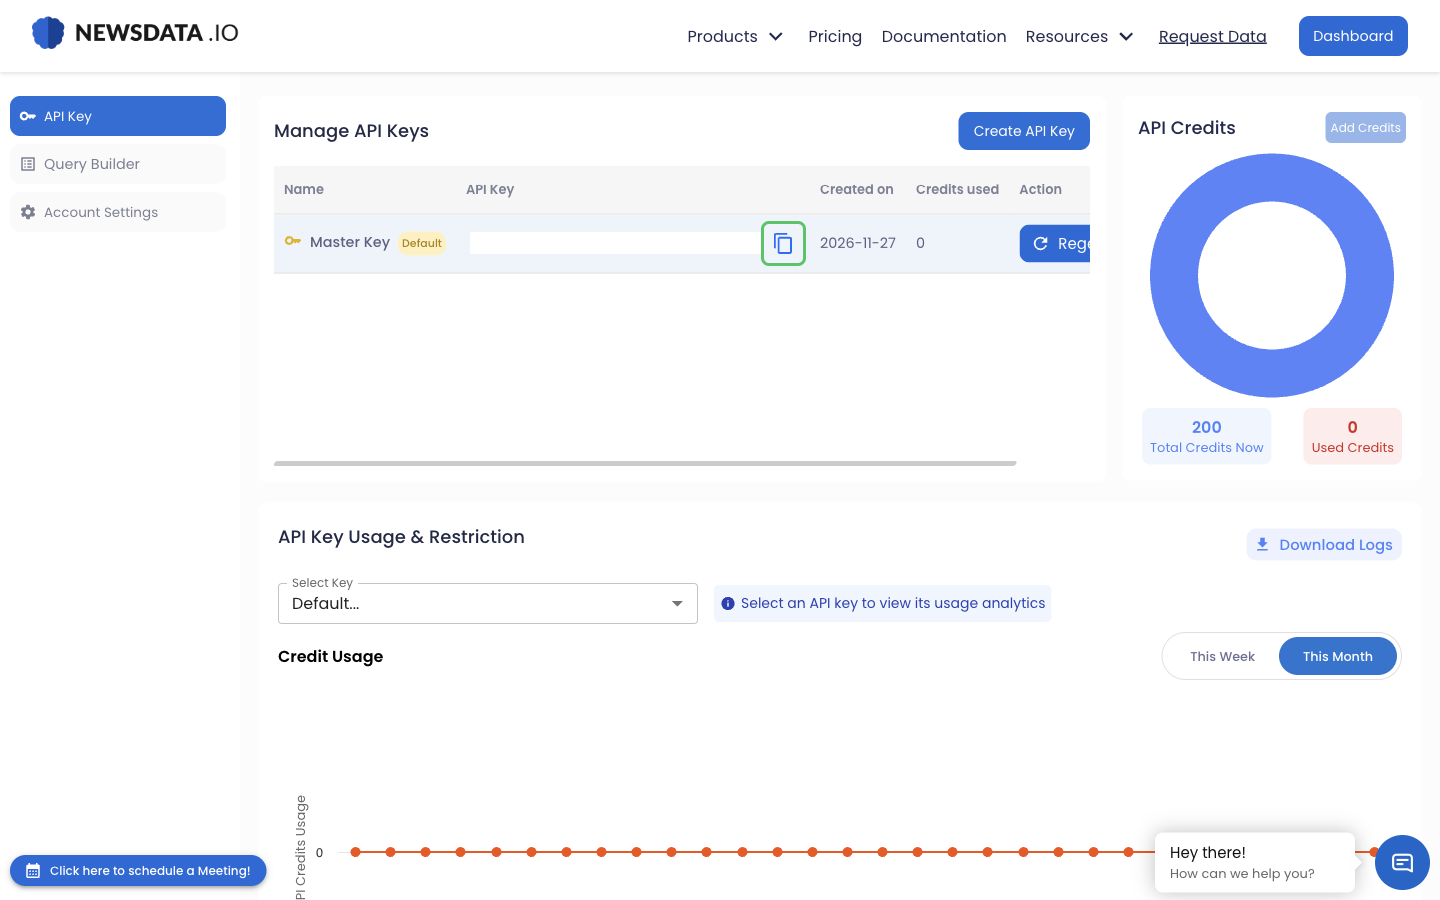 NEWSDATA.IO
Products
Pricing
Documentation
Resources
Request Data
Dashboard
API Key
Query Builder
Account Settings
Manage API Keys
Create API Key
Name API Key Created on Credits used Action
Master Key Default 2026-11-27 0 Rege
API Credits
Add Credits
200
Total Credits Now
0
Used Credits
API Key Usage & Restriction
Download Logs
Select Key
Default...
Select an API key to view its usage analytics
Credit Usage
This Week
This Month
PI Credits Usage
0
Click here to schedule a Meeting!
Hey there!
How can we help you?